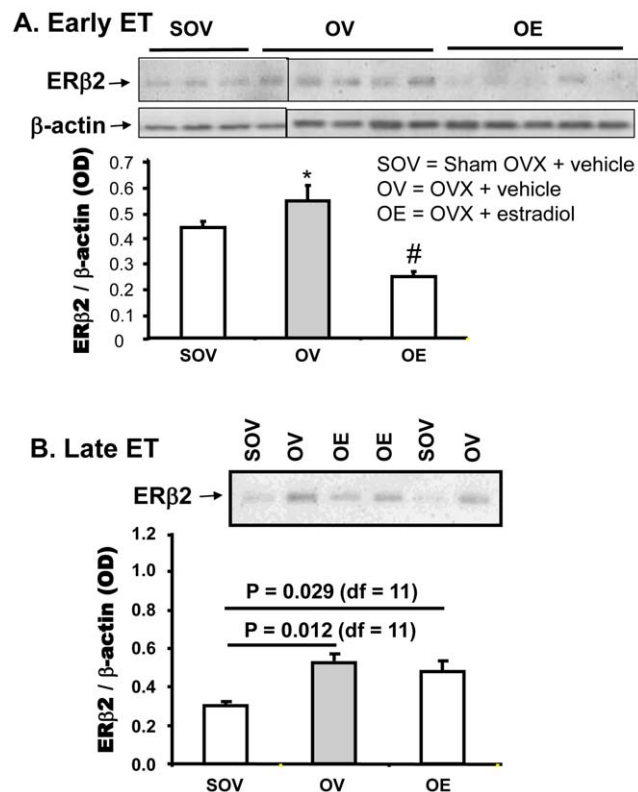 A. Early ET
SOV OV OE
ERβ2
β-actin
ERβ2 / β-actin (OD)
0.7
0.6
0.5
0.4
0.3
0.2
0.1
0
*
#
SOV = Sham OVX + vehicle
OV = OVX + vehicle
OE = OVX + estradiol
SOV OV OE
B. Late ET
SOV OV OE OE SOV OV
ERβ2
ERβ2 / β-actin (OD)
1.2
1.0
0.8
0.6
0.4
0.2
0.0
P = 0.029 (df = 11)
P = 0.012 (df = 11)
SOV OV OE